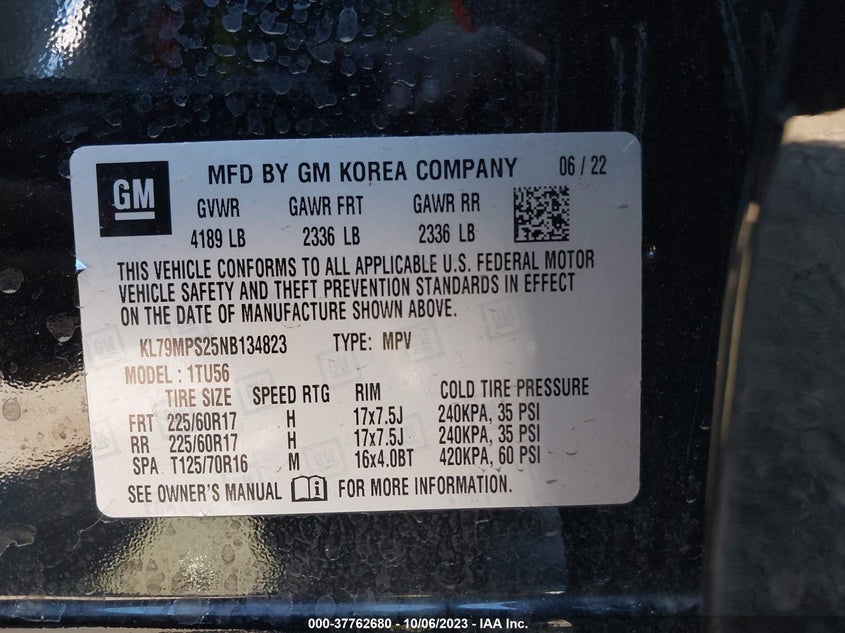 GM
MFD BY GM KOREA COMPANY 06 / 22
GVWR GAWR FRT GAWR RR
4189 LB 2336 LB 2336 LB
THIS VEHICLE CONFORMS TO ALL APPLICABLE U.S. FEDERAL MOTOR
VEHICLE SAFETY AND THEFT PREVENTION STANDARDS IN EFFECT
ON THE DATE OF MANUFACTURE SHOWN ABOVE.
KL79MPS25NB134823 TYPE: MPV
MODEL : 1TU56
TIRE SIZE SPEED RTG RIM COLD TIRE PRESSURE
FRT 225/60R17 H 17x7.5J 240KPA, 35 PSI
RR 225/60R17 H 17x7.5J 240KPA, 35 PSI
SPA T125/70R16 M 16x4.0BT 420KPA, 60 PSI
SEE OWNER'S MANUAL FOR MORE INFORMATION.
000-37762680 - 10/06/2023 - IAA Inc.